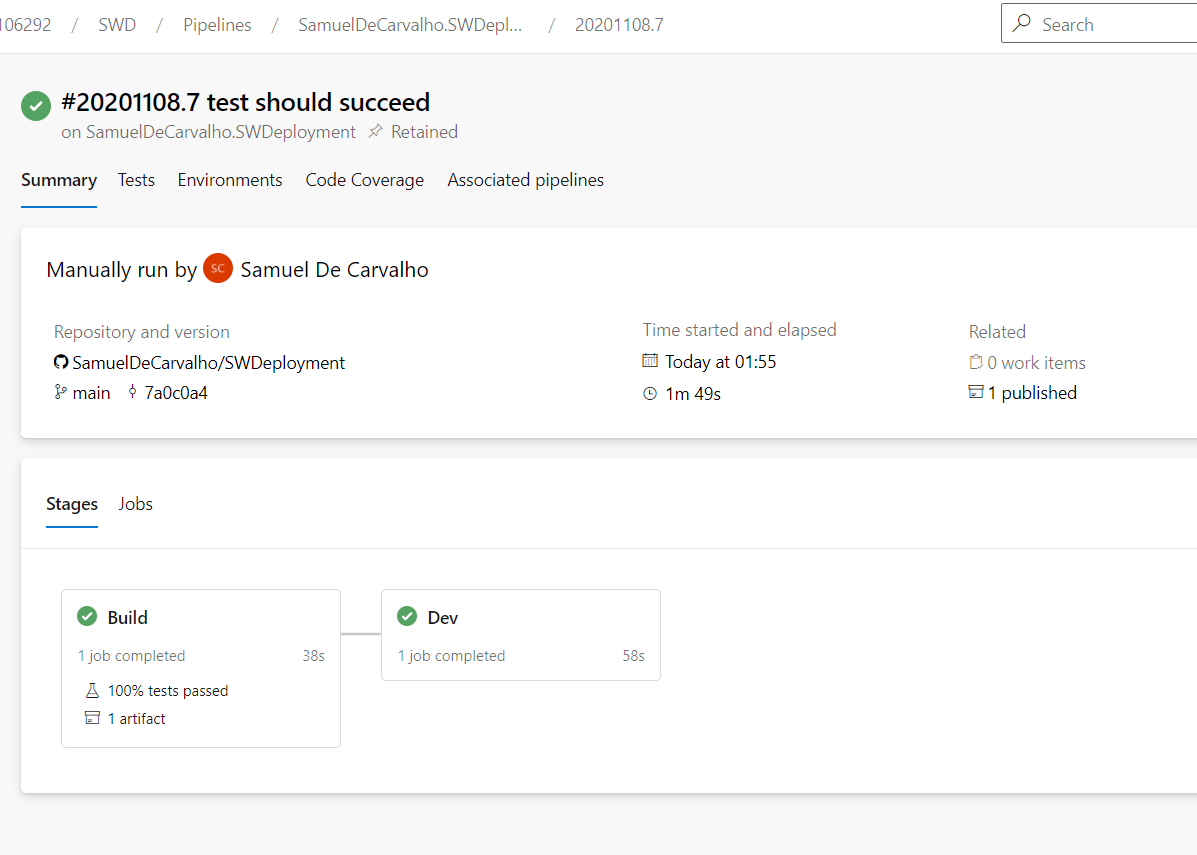 106292 / SWD / Pipelines / SamuelDeCarvalho.SWDepl... / 20201108.7
Search
#20201108.7 test should succeed
on SamuelDeCarvalho.SWDeployment Retained
Summary Tests Environments Code Coverage Associated pipelines
Manually run by SC Samuel De Carvalho
Repository and version
SamuelDeCarvalho/SWDeployment
main 7a0c0a4
Time started and elapsed
Today at 01:55
1m 49s
Related
0 work items
1 published
Stages Jobs
Build
1 job completed 38s
100% tests passed
1 artifact
Dev
1 job completed 58s